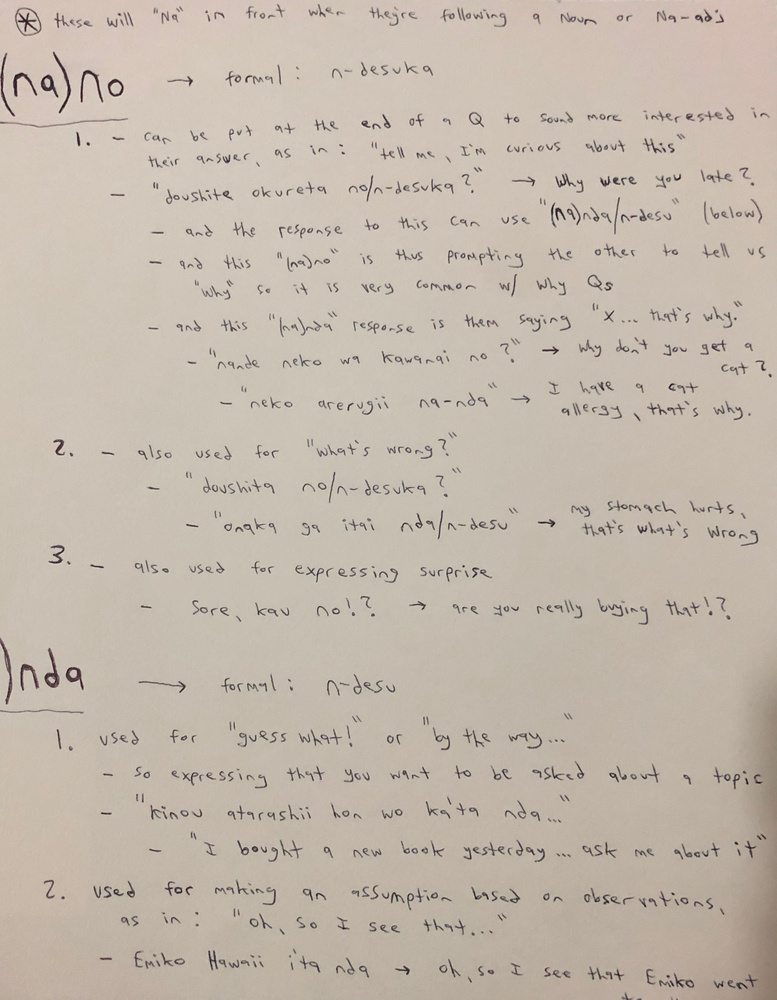 * these will "Na" in front when they're following a Noun or Na-adjs
(na)no → formal: n-desuka
1. - can be put at the end of a Q to sound more interested in
their answer, as in: "tell me, I'm curious about this"
- "doushite okureta no/n-desuka?" → Why were you late?
- and the response to this can use "(na)nda/n-desu" (below)
- and this "(na)no" is thus prompting the other to tell us
"why" so it is very common w/ Why Qs
- and this "(na)nda" response is them saying "X... that's why."
- "nande neko wa kawanai no?" → why don't you get a
cat?
- "neko arerugii na-nda" → I have a cat
allergy, that's why.
2. - also used for "what's wrong?"
- "doushita no/n-desuka?"
- "onaka ga itai nda/n-desu" → my stomach hurts,
that's what's wrong
3. - also used for expressing surprise
- Sore, kau no!? → are you really buying that!?
)nda → formal: n-desu
1. used for "guess what!" or "by the way..."
- so expressing that you want to be asked about a topic
- "kinou atarashii hon wo ka'ta nda..."
- "I bought a new book yesterday... ask me about it"
2. used for making an assumption based on observations,
as in: "oh, so I see that..."
- Emiko Hawaii i'ta nda → oh, so I see that Emiko went